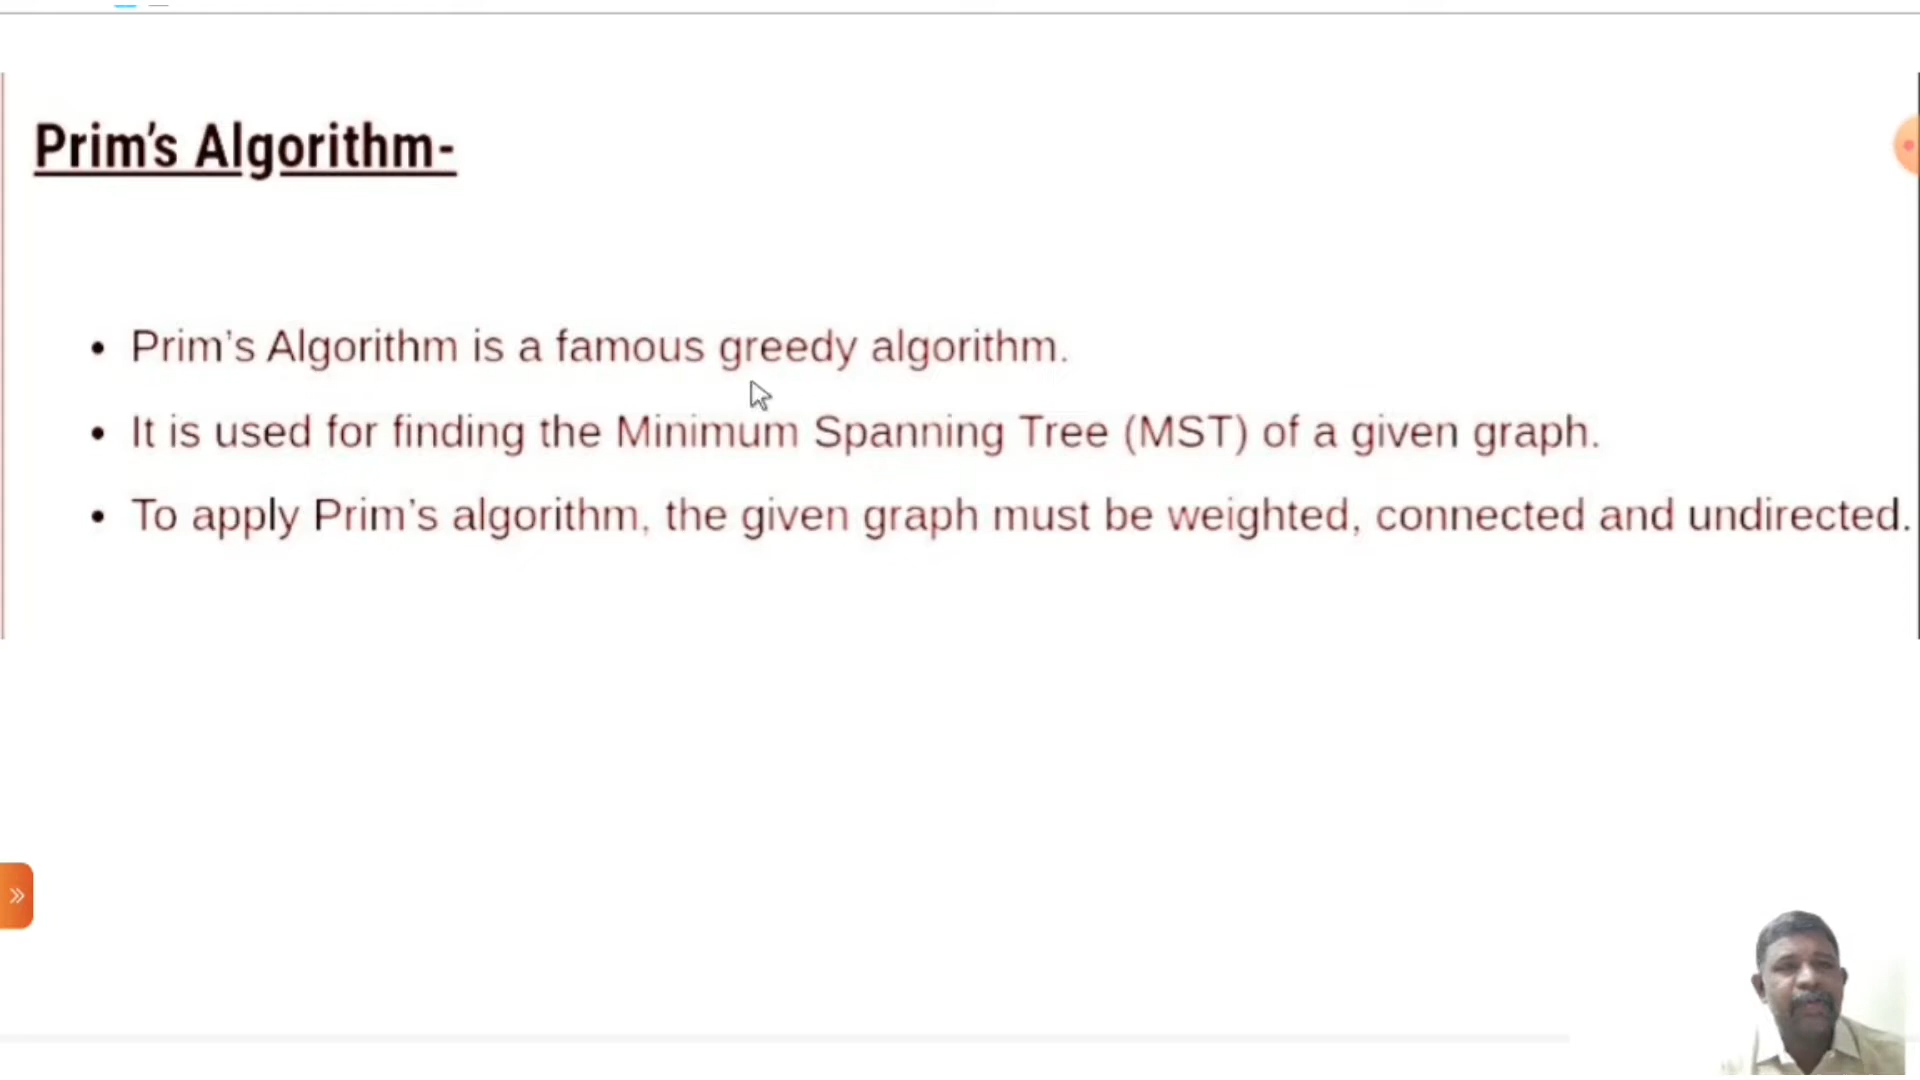 Prim’s Algorithm-
• Prim’s Algorithm is a famous greedy algorithm.
• It is used for finding the Minimum Spanning Tree (MST) of a given graph.
• To apply Prim’s algorithm, the given graph must be weighted, connected and undirected.